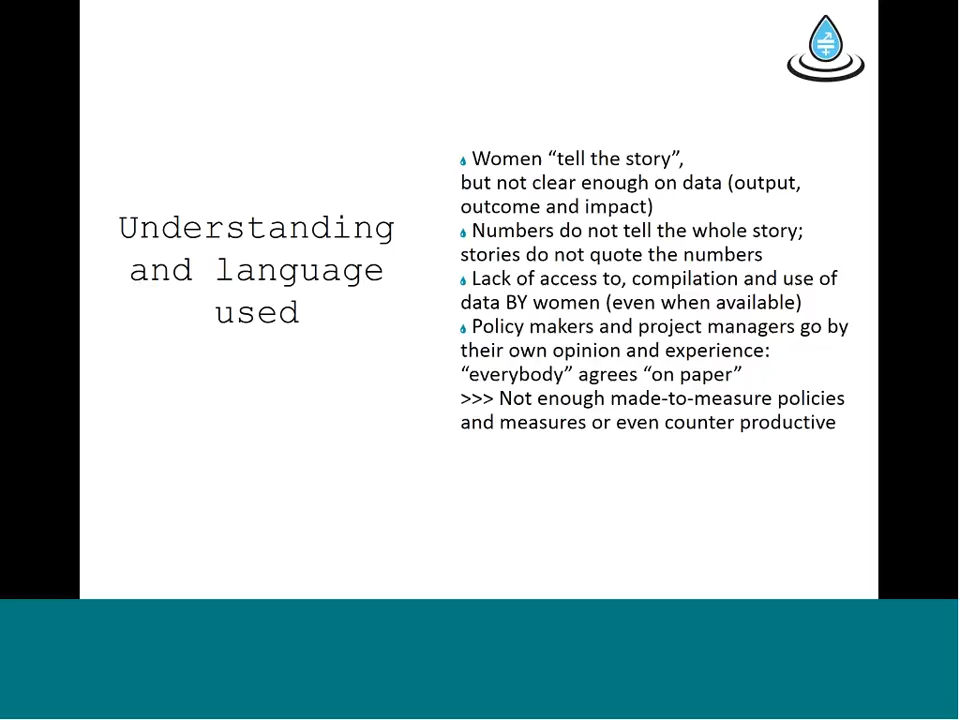 Understanding
and language
used
Women “tell the story”,
but not clear enough on data (output,
outcome and impact)
Numbers do not tell the whole story;
stories do not quote the numbers
Lack of access to, compilation and use of
data BY women (even when available)
Policy makers and project managers go by
their own opinion and experience:
“everybody” agrees “on paper”
>>> Not enough made-to-measure policies
and measures or even counter productive